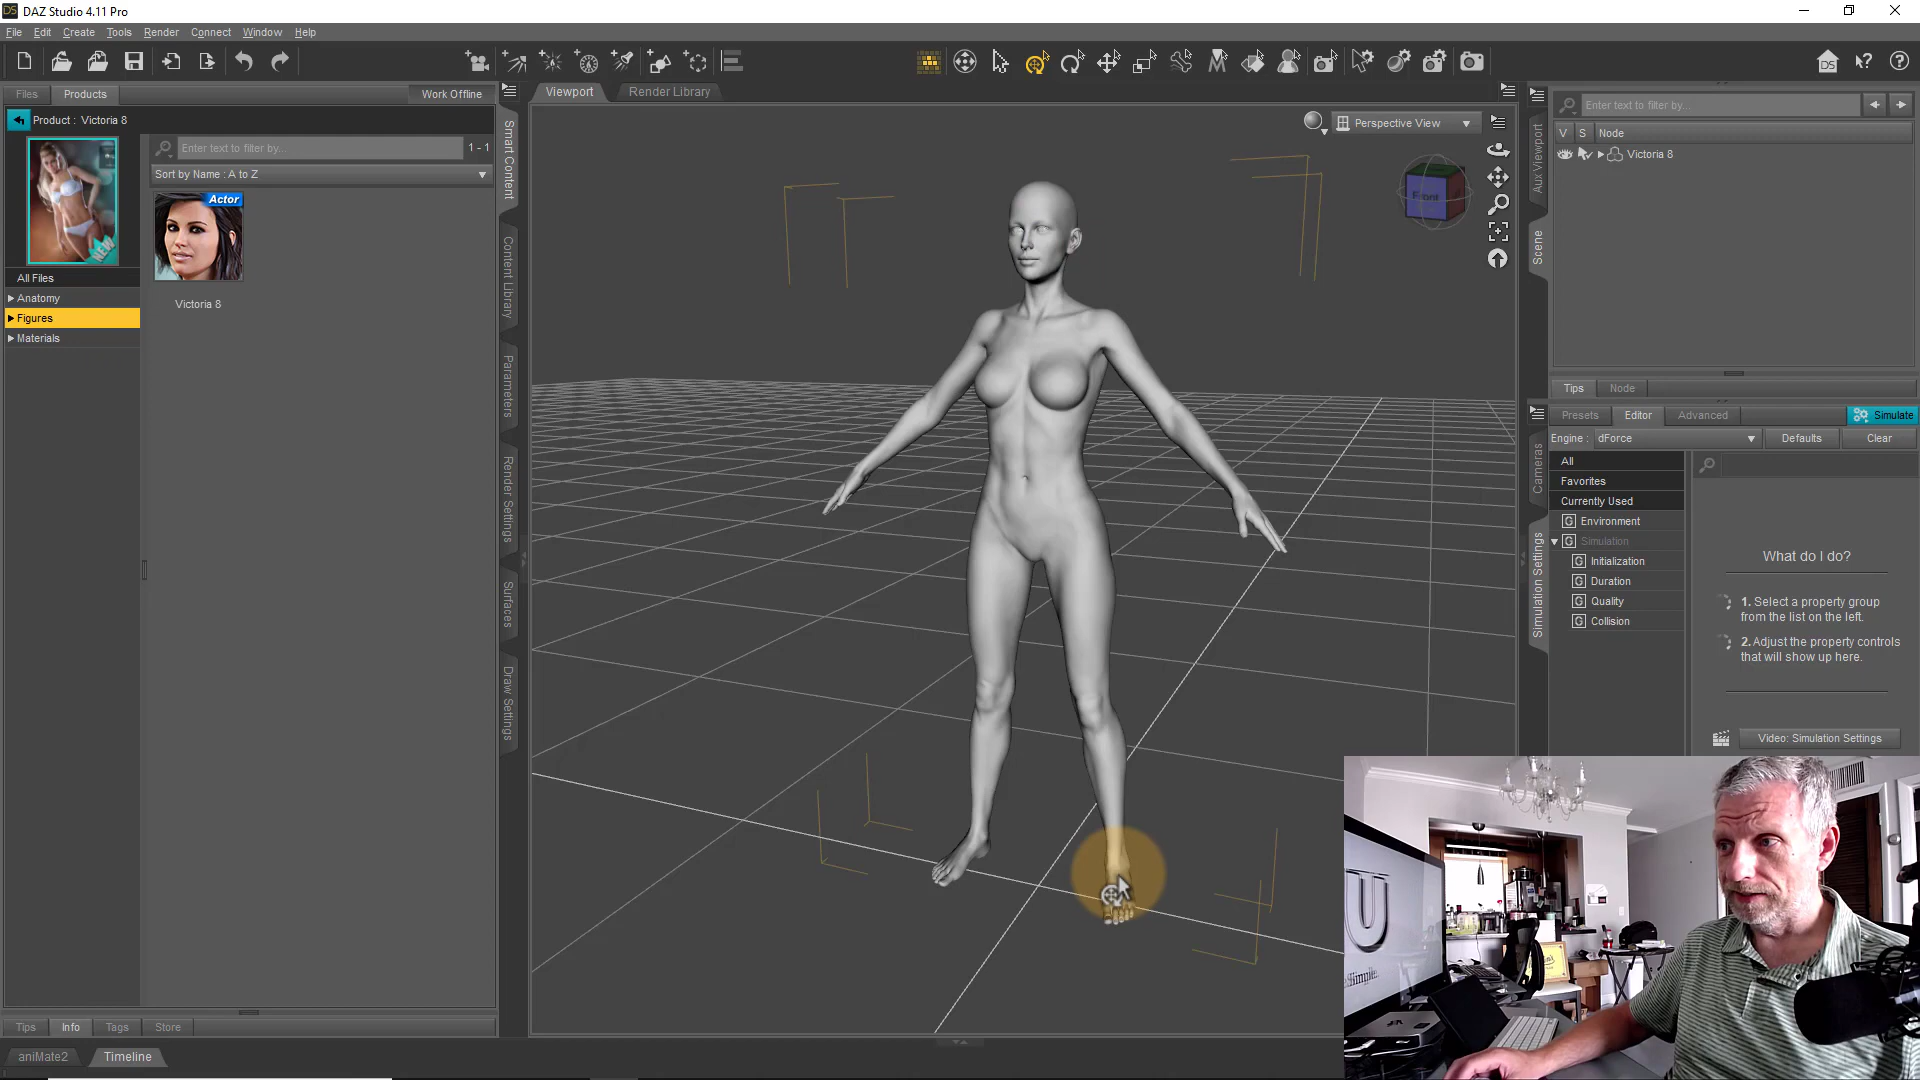 DAZ Studio 4.11 Pro
File Edit Create Tools Render Connect Window Help
Files Products Work Offline
Product : Victoria 8
Enter text to filter by... 1 - 1
Sort by Name : A to Z
NEW
Actor
Victoria 8
All Files
Anatomy
Figures
Materials
Smart Content
Content Library
Parameters
Render Settings
Surfaces
Draw Settings
Viewport Render Library
Perspective View
Front
Aux Viewport
Scene
Enter text to filter by...
V S Node
Victoria 8
Tips Node
Presets Editor Advanced Simulate
Engine : dForce Defaults Clear
Cameras
Simulation Settings
All
Favorites
Currently Used
G Environment
G Simulation
G Initialization
G Duration
G Quality
G Collision
What do I do?
1. Select a property group
from the list on the left.
2. Adjust the property controls
that will show up here.
Video: Simulation Settings
Tips Info Tags Store
aniMate2 Timeline
U
Simple.